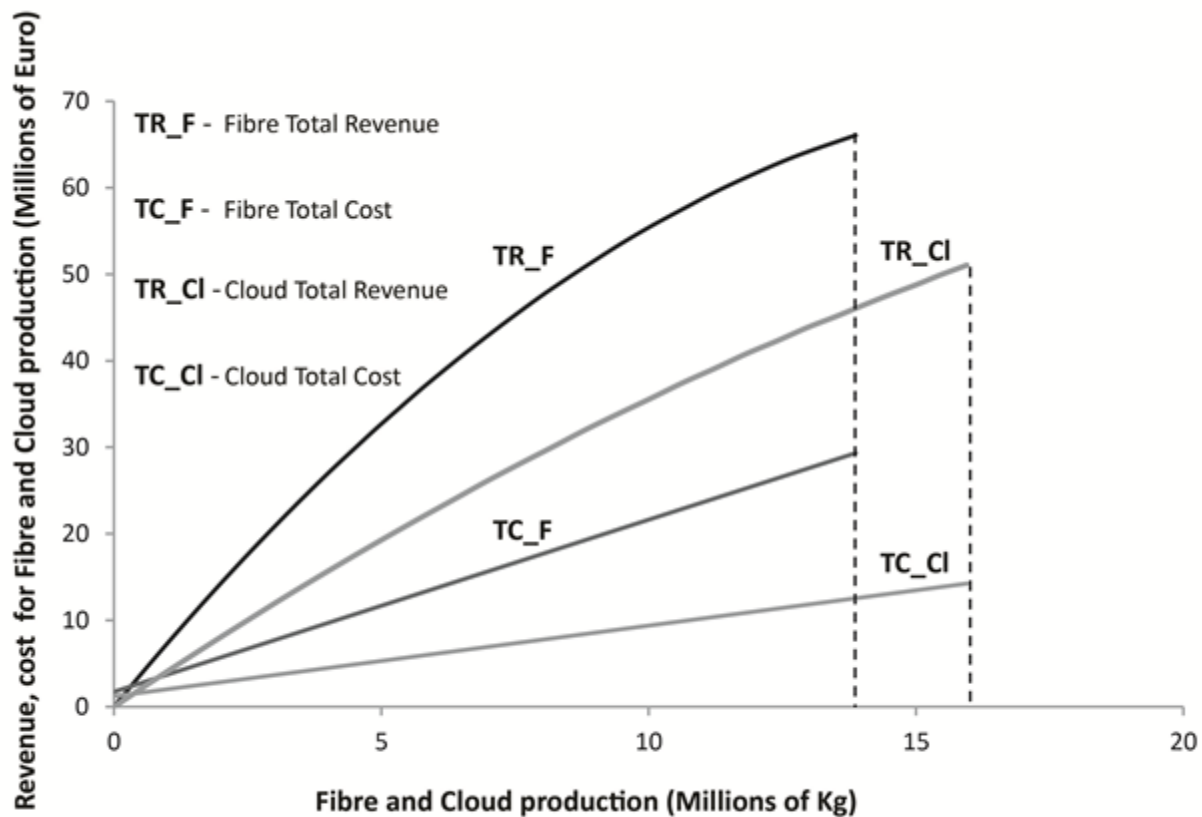 Revenue, cost for Fibre and Cloud production (Millions of Euro)
70
60
50
40
30
20
10
0
TR_F - Fibre Total Revenue
TC_F - Fibre Total Cost
TR_Cl - Cloud Total Revenue
TC_Cl - Cloud Total Cost
TR_F
TR_Cl
TC_F
TC_Cl
0 5 10 15 20
Fibre and Cloud production (Millions of Kg)